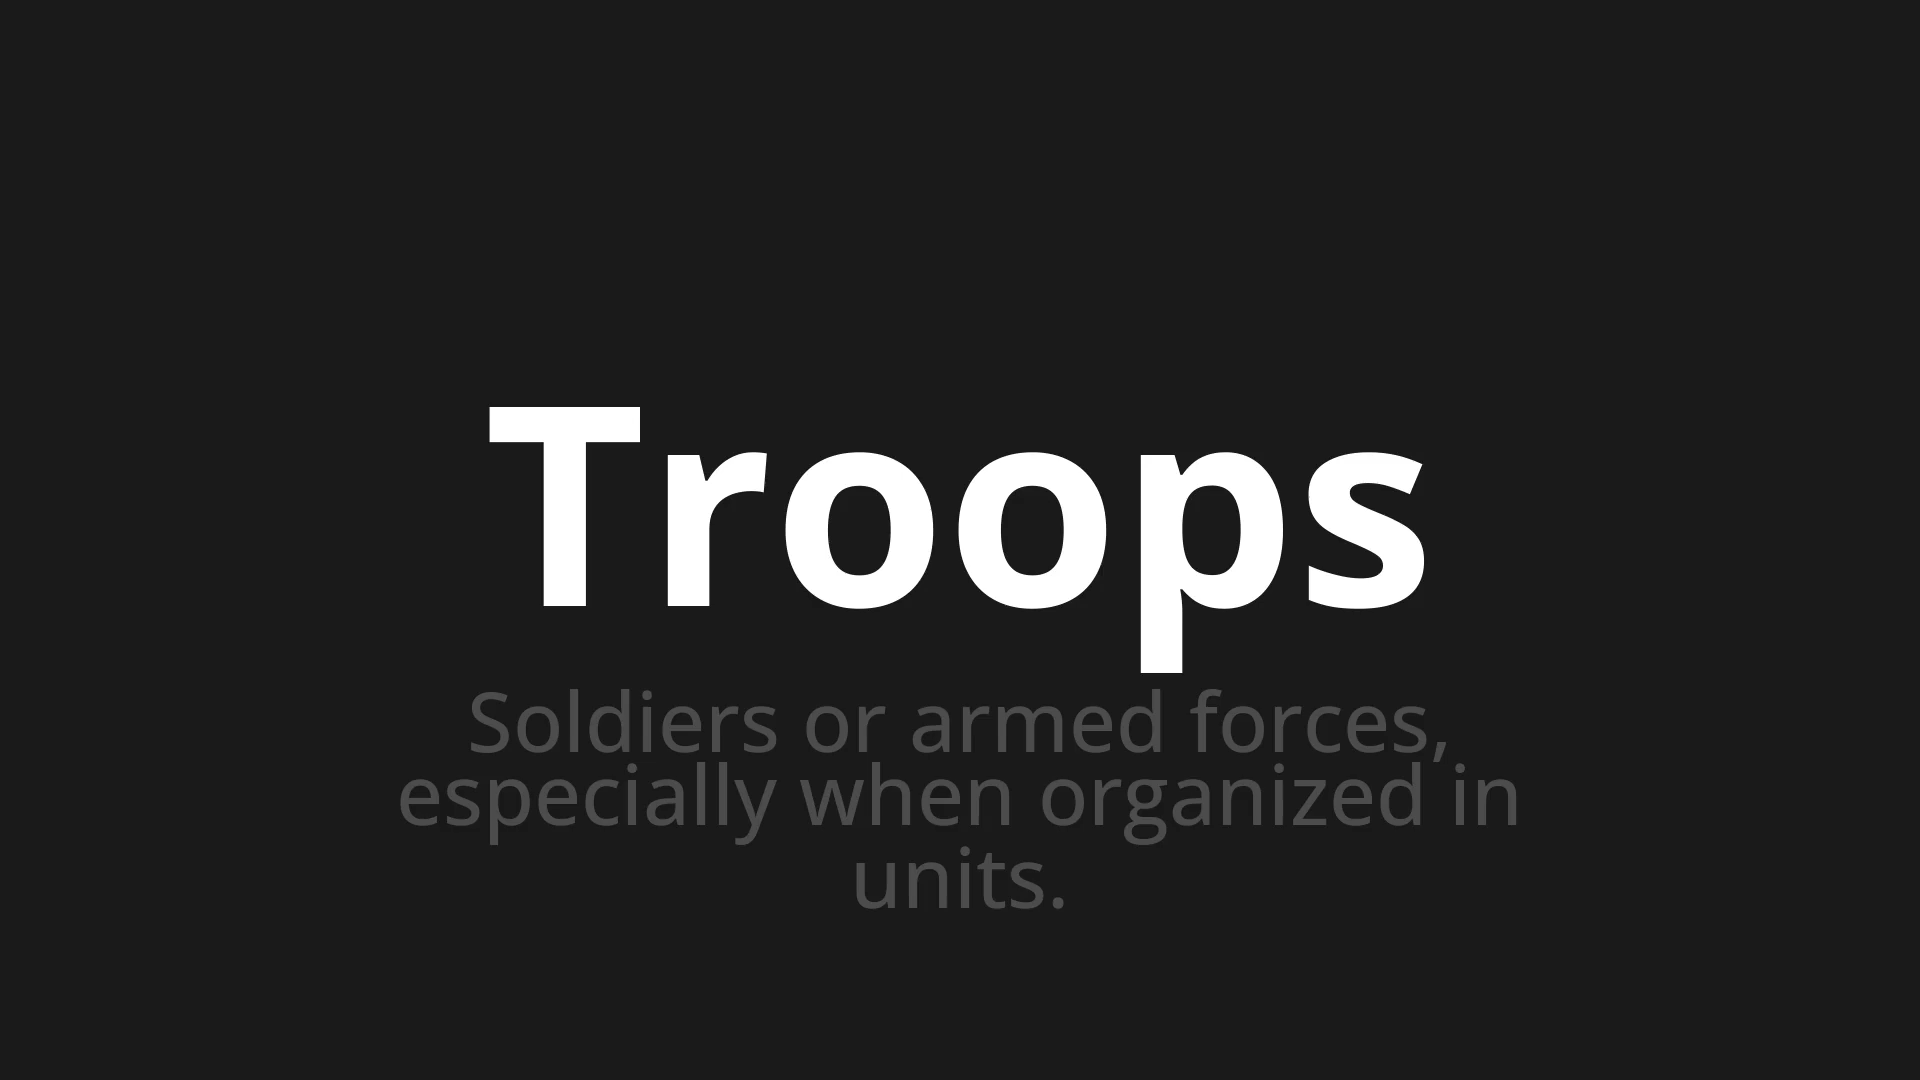 Troops
Soldiers or armed forces,
especially when organized in
units.